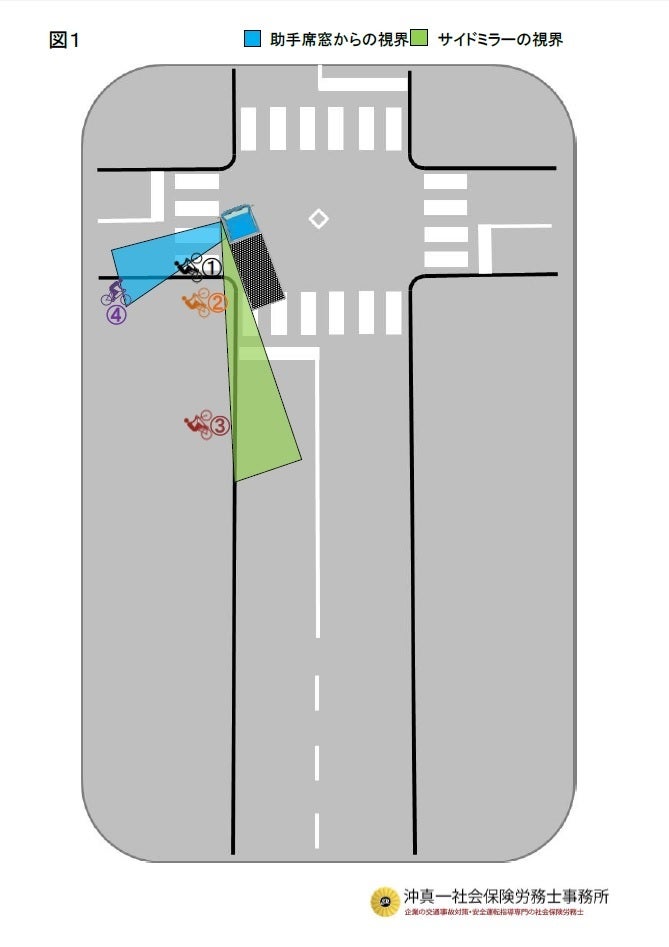 図1
助手席窓からの視界 サイドミラーの視界
①
②
④
③
沖真一社会保険労務士事務所
企業の交通事故対策・安全運転指導専門の社会保険労務士